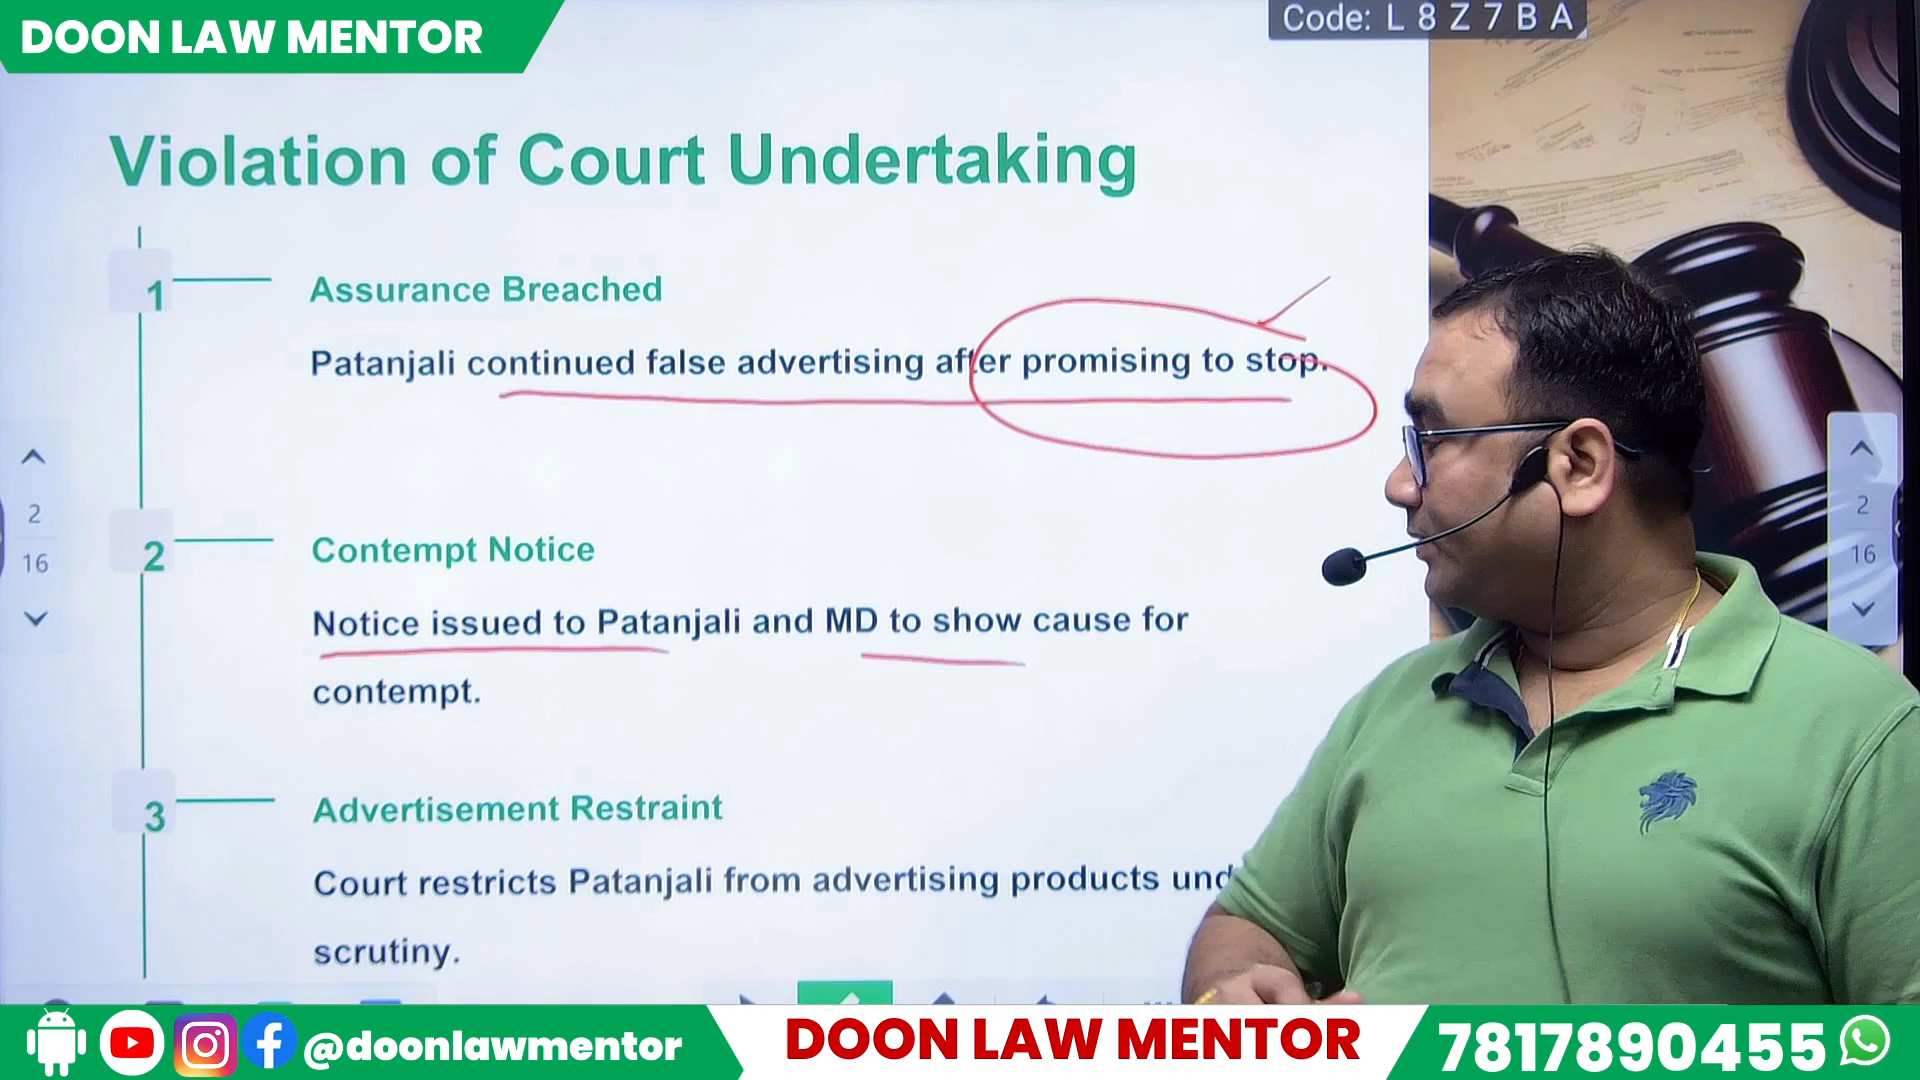 DOON LAW MENTOR
Code: L 8 Z 7 B A
Violation of Court Undertaking
1
Assurance Breached
Patanjali continued false advertising after promising to stop.
2
16
2
16
2
Contempt Notice
Notice issued to Patanjali and MD to show cause for
contempt.
3
Advertisement Restraint
Court restricts Patanjali from advertising products
scrutiny.
@doonlawmentor
DOON LAW MENTOR
7817890455